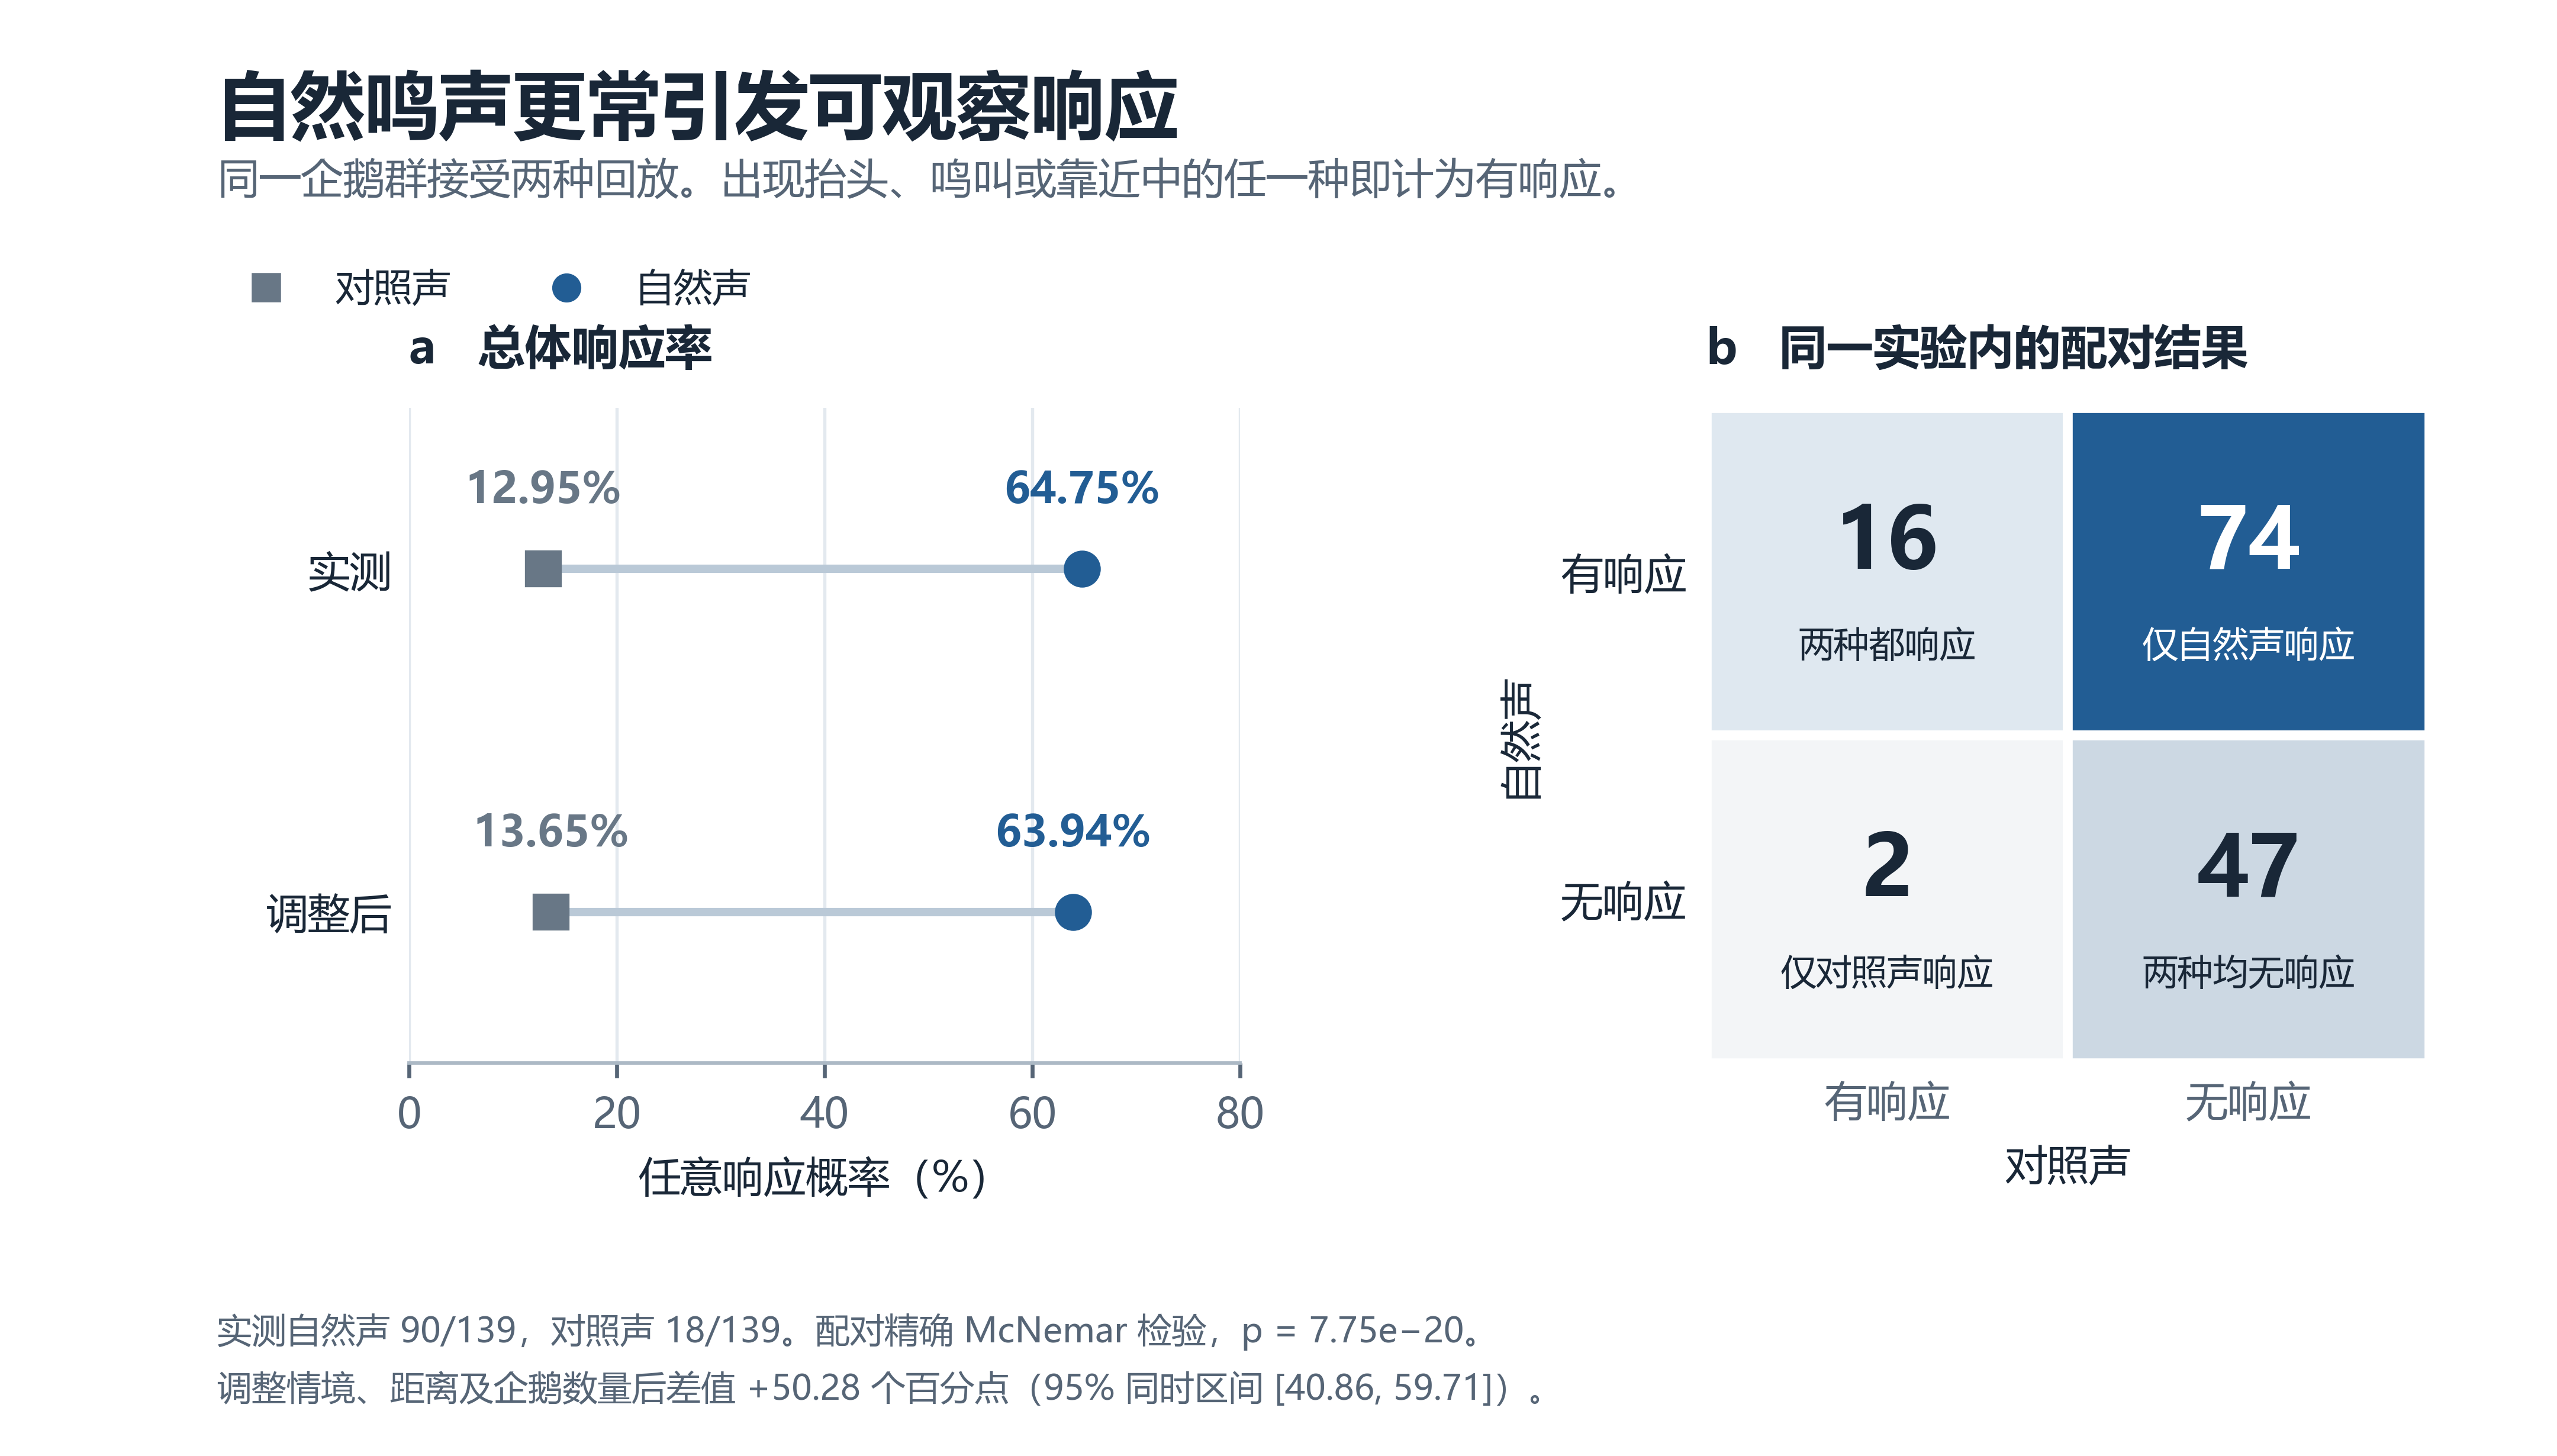 自然鸣声更常引发可观察响应
同一企鹅群接受两种回放。出现抬头、鸣叫或靠近中的任一种即计为有响应。
对照声 自然声
a 总体响应率
12.95% 64.75%
实测
13.65% 63.94%
调整后
0 20 40 60 80
任意响应概率（%）
b 同一实验内的配对结果
自然声
有响应
16
两种都响应
74
仅自然声响应
无响应
2
仅对照声响应
47
两种均无响应
有响应 无响应
对照声
实测自然声 90/139，对照声 18/139。配对精确 McNemar 检验，p = 7.75e−20。
调整情境、距离及企鹅数量后差值 +50.28 个百分点（95% 同时区间 [40.86, 59.71]）。